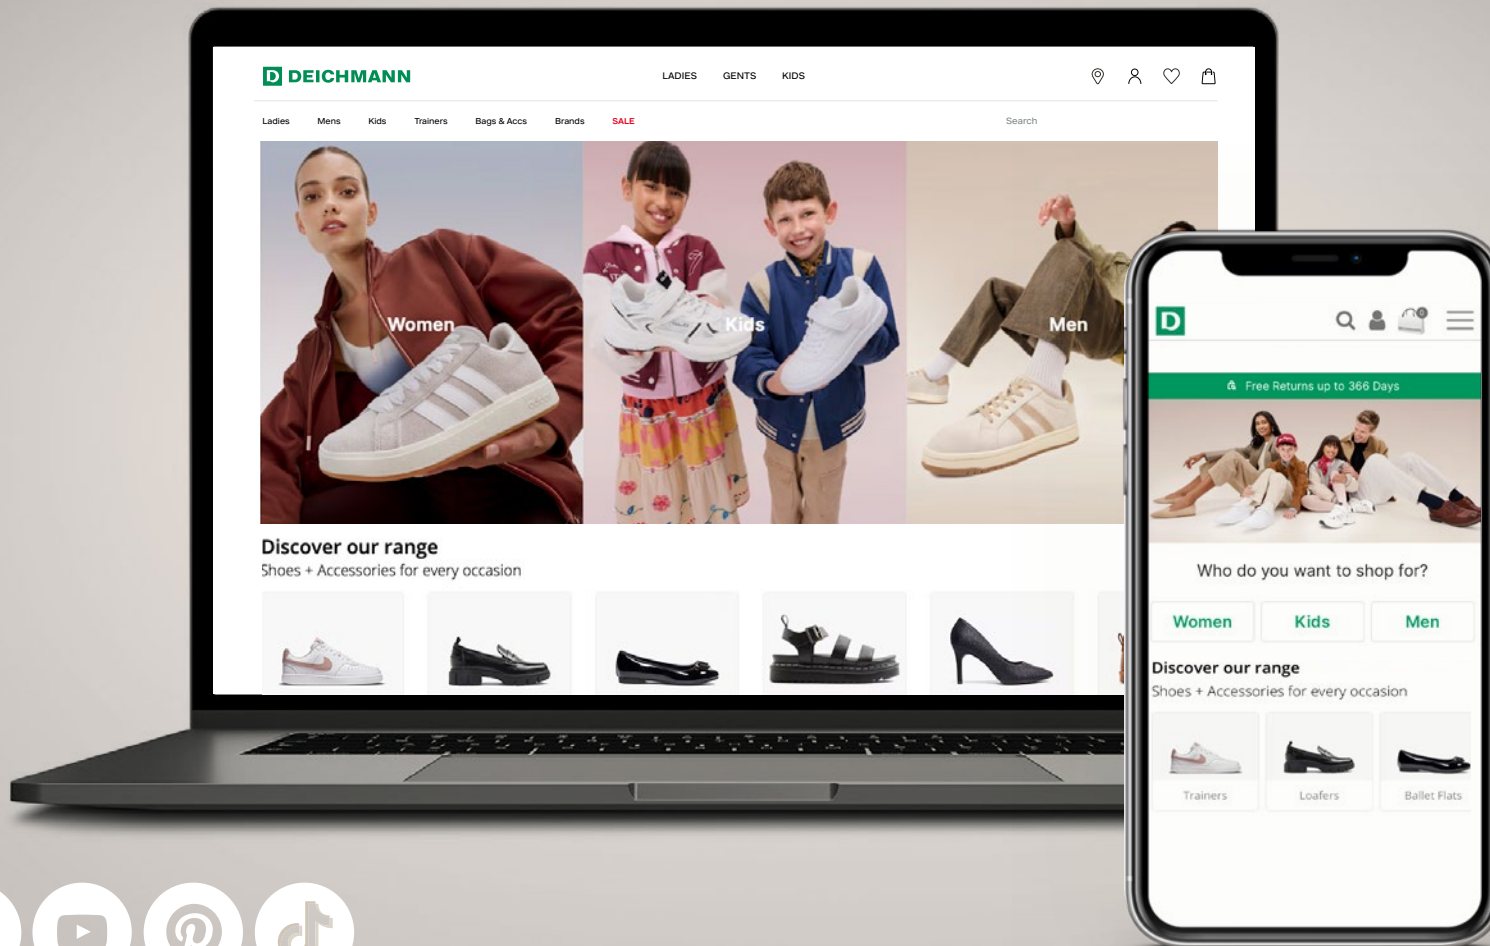 D DEICHMANN
LADIES GENTS KIDS
Ladies Mens Kids Trainers Bags & Accs Brands SALE Search
Women Kids Men
Discover our range
Shoes + Accessories for every occasion
D
0
Free Returns up to 366 Days
Who do you want to shop for?
Women Kids Men
Discover our range
Shoes + Accessories for every occasion
Trainers Loafers Ballet Flats